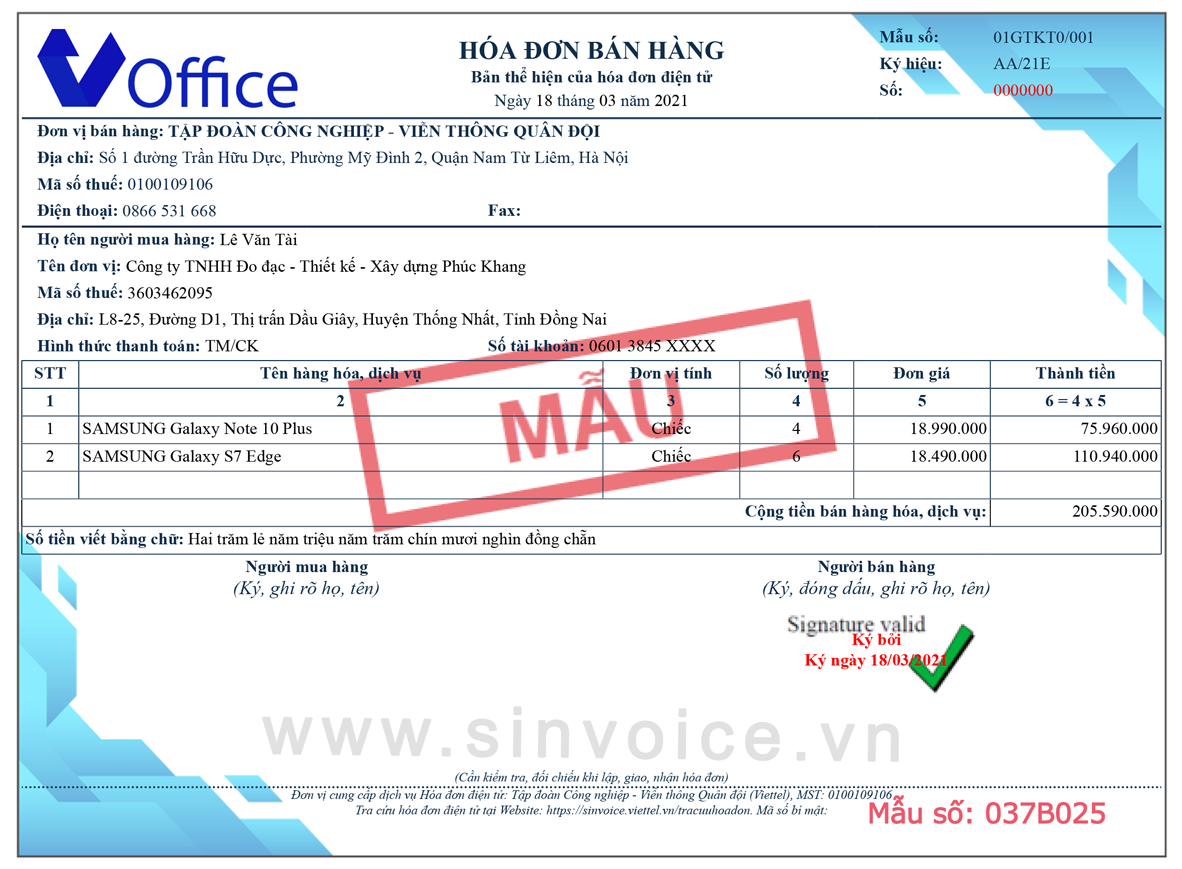 Office
HÓA ĐƠN BÁN HÀNG
Bản thể hiện của hóa đơn điện tử
Ngày 18 tháng 03 năm 2021
Mẫu số: 01GTKT0/001
Ký hiệu: AA/21E
Số: 0000000
Đơn vị bán hàng: TẬP ĐOÀN CÔNG NGHIỆP - VIỄN THÔNG QUÂN ĐỘI
Địa chỉ: Số 1 đường Trần Hữu Dực, Phường Mỹ Đình 2, Quận Nam Từ Liêm, Hà Nội
Mã số thuế: 0100109106
Điện thoại: 0866 531 668 Fax:
Họ tên người mua hàng: Lê Văn Tài
Tên đơn vị: Công ty TNHH Đo đạc - Thiết kế - Xây dựng Phúc Khang
Mã số thuế: 3603462095
Địa chỉ: L8-25, Đường D1, Thị trấn Dầu Giây, Huyện Thống Nhất, Tỉnh Đồng Nai
Hình thức thanh toán: TM/CK Số tài khoản: 0601 3845 XXXX
STT Tên hàng hóa, dịch vụ Đơn vị tính Số lượng Đơn giá Thành tiền
1 2 3 4 5 6 = 4 x 5
1 SAMSUNG Galaxy Note 10 Plus Chiếc 4 18.990.000 75.960.000
2 SAMSUNG Galaxy S7 Edge Chiếc 6 18.490.000 110.940.000
MẪU
Cộng tiền bán hàng hóa, dịch vụ: 205.590.000
Số tiền viết bằng chữ: Hai trăm lẻ năm triệu năm trăm chín mươi nghìn đồng chẵn
Người mua hàng Người bán hàng
(Ký, ghi rõ họ, tên) (Ký, đóng dấu, ghi rõ họ, tên)
Signature valid
Ký bởi
Ký ngày 18/03/2021
www.sinvoice.vn
(Cần kiểm tra, đối chiếu khi lập, giao, nhận hóa đơn)
Đơn vị cung cấp dịch vụ Hóa đơn điện tử: Tập đoàn Công nghiệp - Viễn thông Quân đội (Viettel), MST: 0100109106
Tra cứu hóa đơn điện tử tại Website: https://sinvoice.viettel.vn/tracuuhoadon. Mã số bí mật:
Mẫu số: 037B025